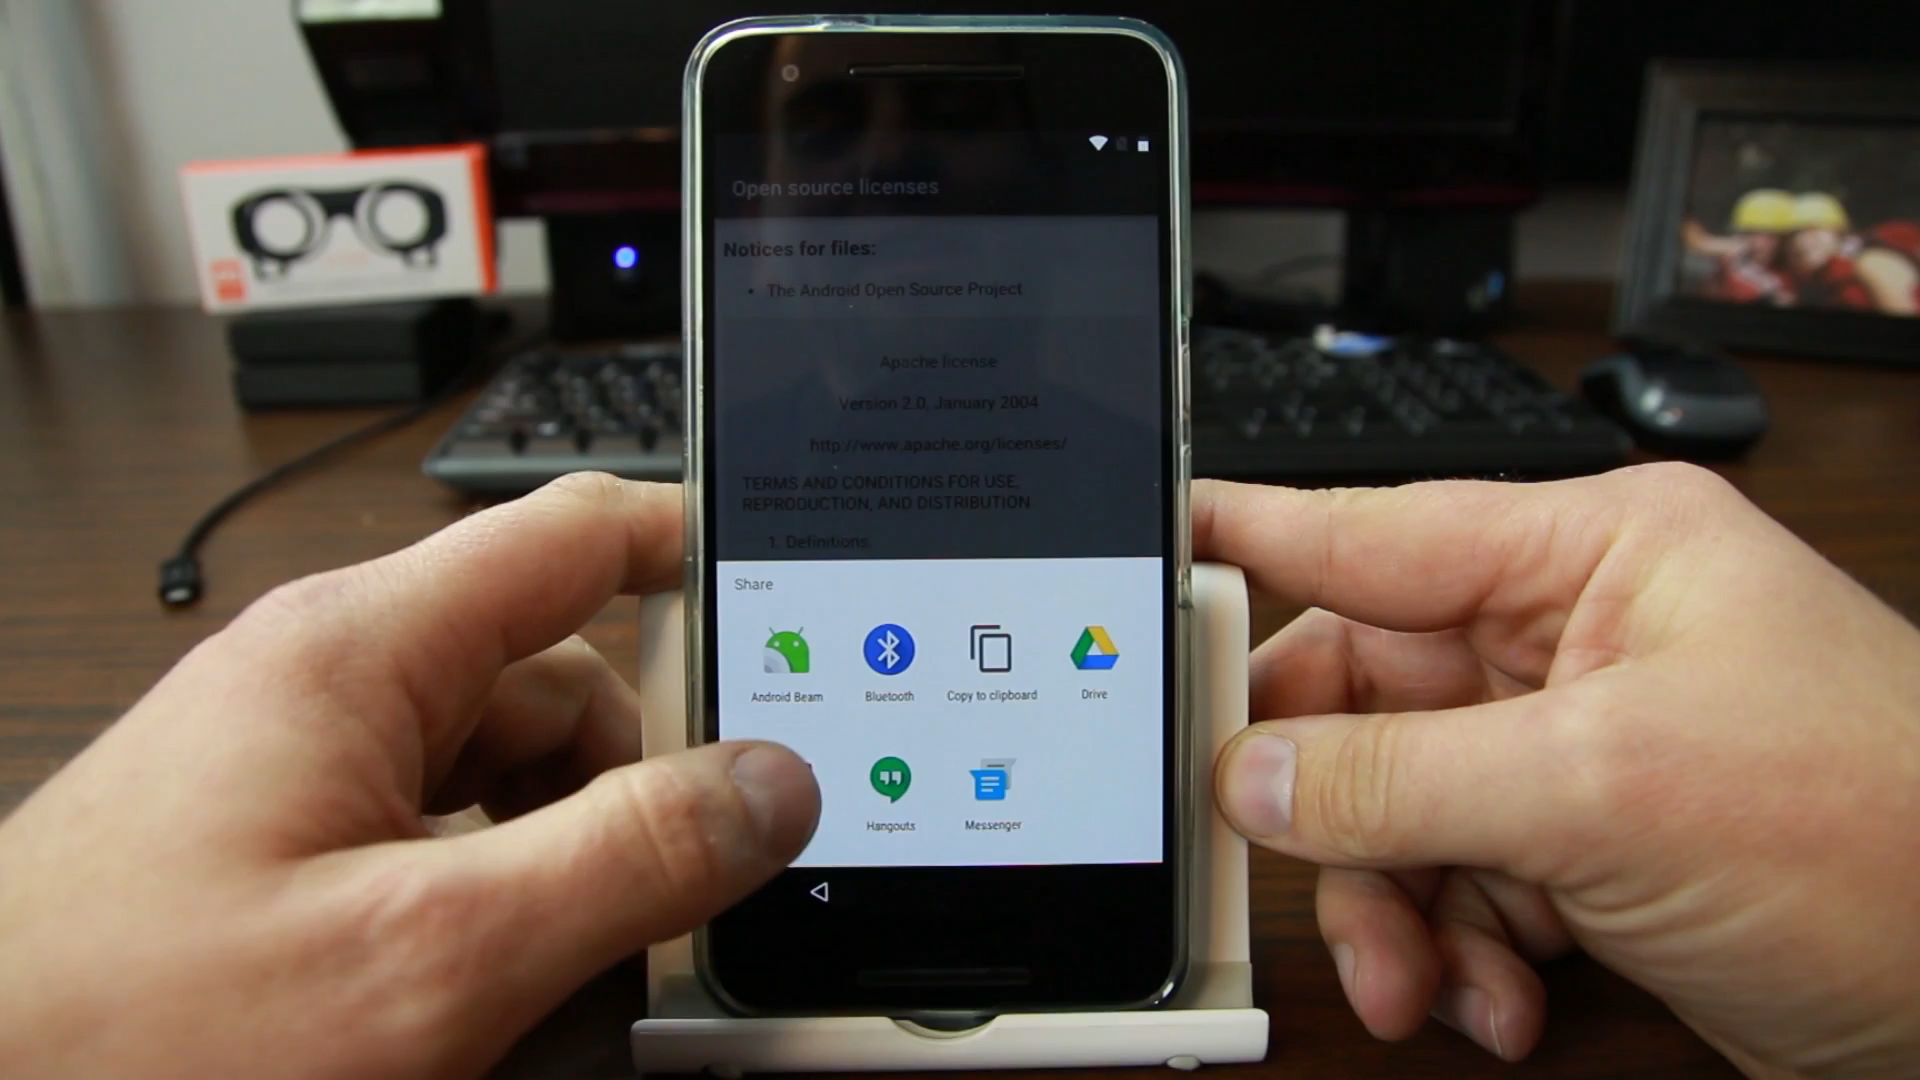 Open source licenses
Notices for files:
• The Android Open Source Project
Apache license
Version 2.0, January 2004
http://www.apache.org/licenses/
TERMS AND CONDITIONS FOR USE,
REPRODUCTION, AND DISTRIBUTION
1. Definitions.
Share
Android Beam
Bluetooth
Copy to clipboard
Drive
Hangouts
Messenger